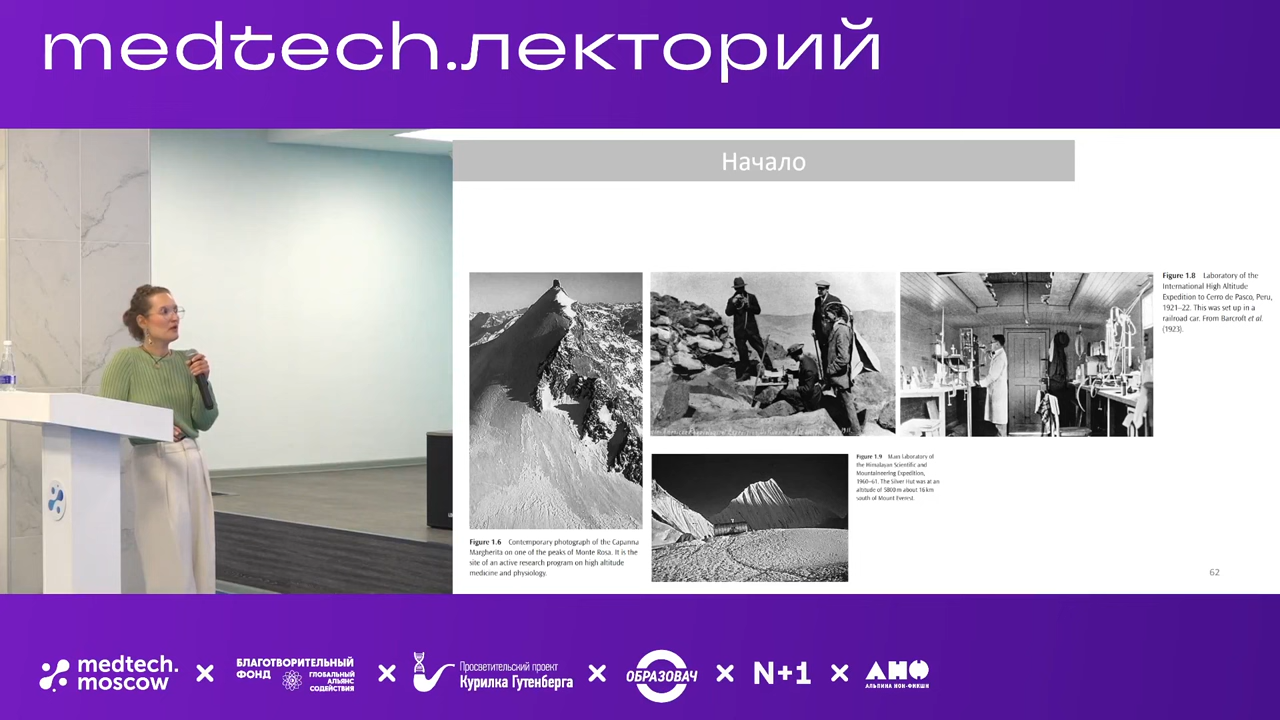 medtech.лекторий
Начало
Figure 1.8 Laboratory of the
International High Altitude
Expedition to Cerro de Pasco, Peru,
1921–22. This was set up in a
railroad car. From Barcroft et al.
(1923).
Figure 1.9 Main laboratory of
the Himalayan Scientific and
Mountaineering Expedition,
1960–61. The Silver Hut was at an
altitude of 5800 m about 16 km
south of Mount Everest.
Figure 1.6 Contemporary photograph of the Capanna
Margherita on one of the peaks of Monte Rosa. It is the
site of an active research program on high altitude
medicine and physiology.
62
medtech.
moscow
×
БЛАГОТВОРИТЕЛЬНЫЙ
ФОНД
ГЛОБАЛЬНЫЙ
АЛЬЯНС
СОДЕЙСТВИЯ
×
Просветительский проект
Курилка Гутенберга
×
ОБРАЗОВАЧ
×
N+1
×
АНФ
АЛЬПИНА НОН-ФИКШН